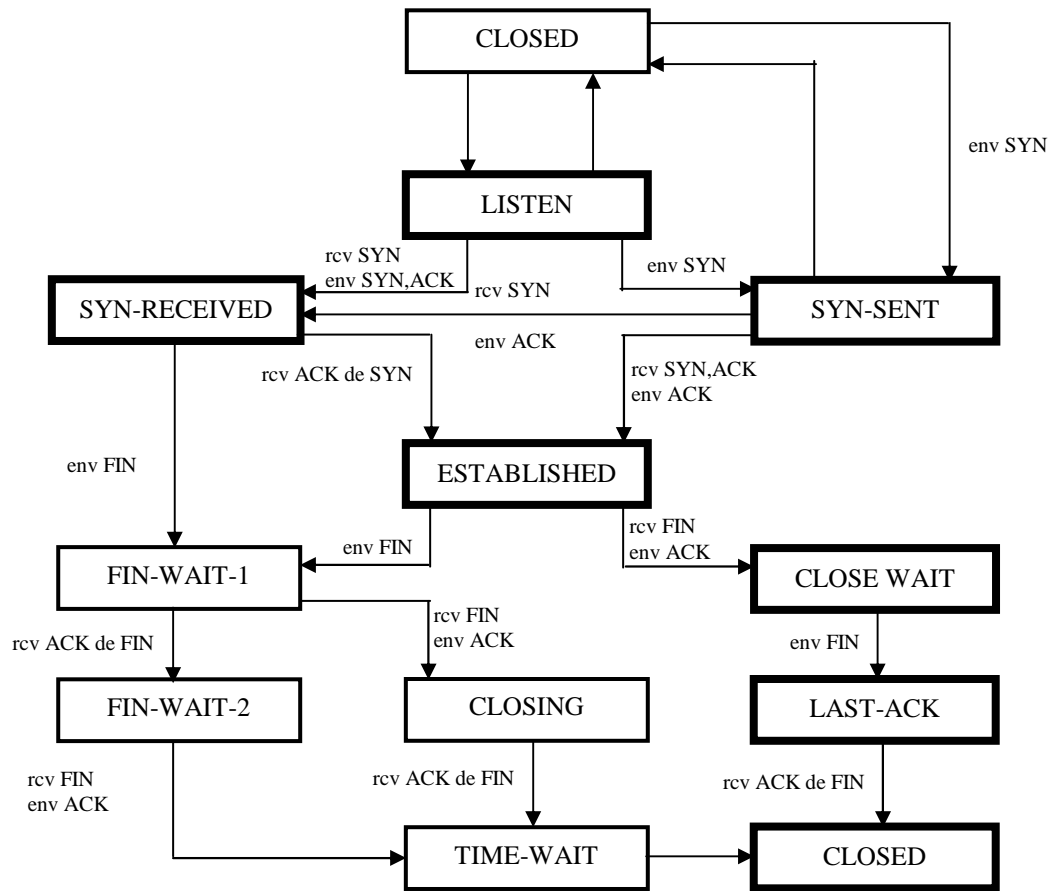 CLOSED
env SYN
LISTEN
rcv SYN
env SYN,ACK
env SYN
rcv SYN
SYN-RECEIVED
SYN-SENT
env ACK
rcv ACK de SYN
rcv SYN,ACK
env ACK
env FIN
ESTABLISHED
env FIN
rcv FIN
env ACK
FIN-WAIT-1
CLOSE WAIT
rcv ACK de FIN
rcv FIN
env ACK
env FIN
FIN-WAIT-2
CLOSING
LAST-ACK
rcv FIN
env ACK
rcv ACK de FIN
rcv ACK de FIN
TIME-WAIT
CLOSED